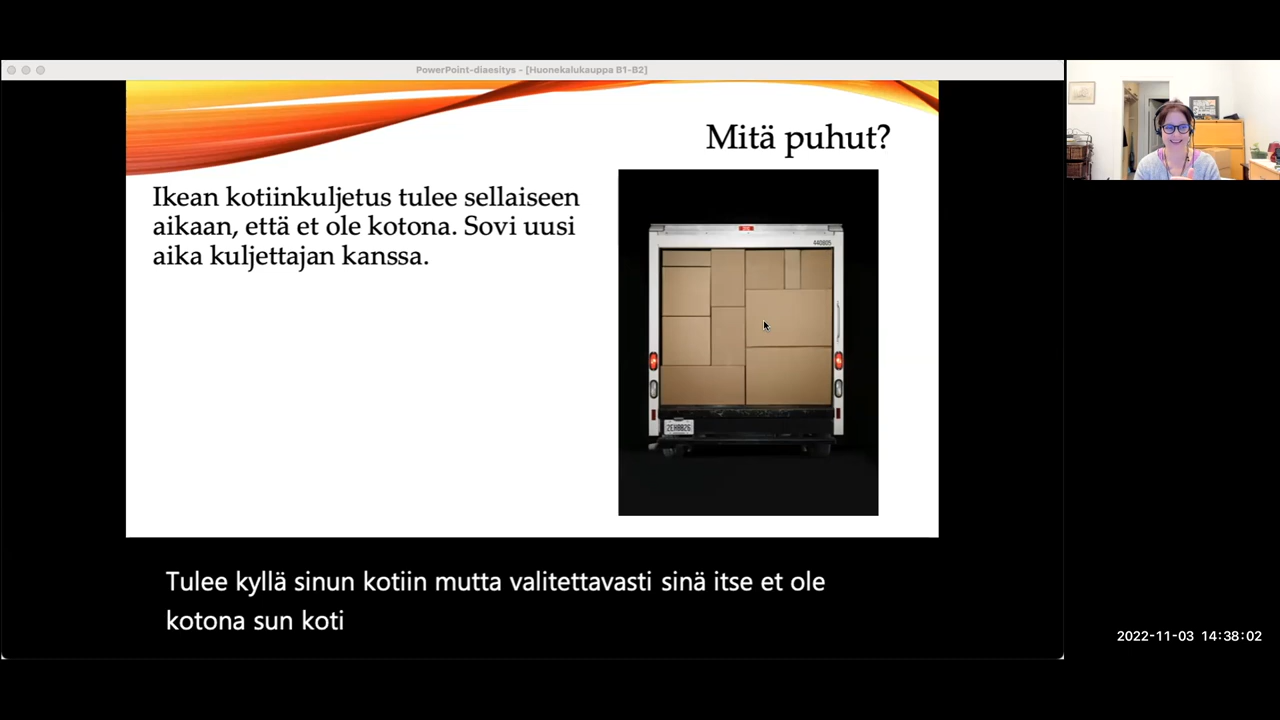 PowerPoint-diaesitys - [Huonekalukauppa B1-B2]
Mitä puhut?
Ikean kotiinkuljetus tulee sellaiseen
aikaan, että et ole kotona. Sovi uusi
aika kuljettajan kanssa.
440805
2EH8826
Tulee kyllä sinun kotiin mutta valitettavasti sinä itse et ole
kotona sun koti
2022-11-03 14:38:02